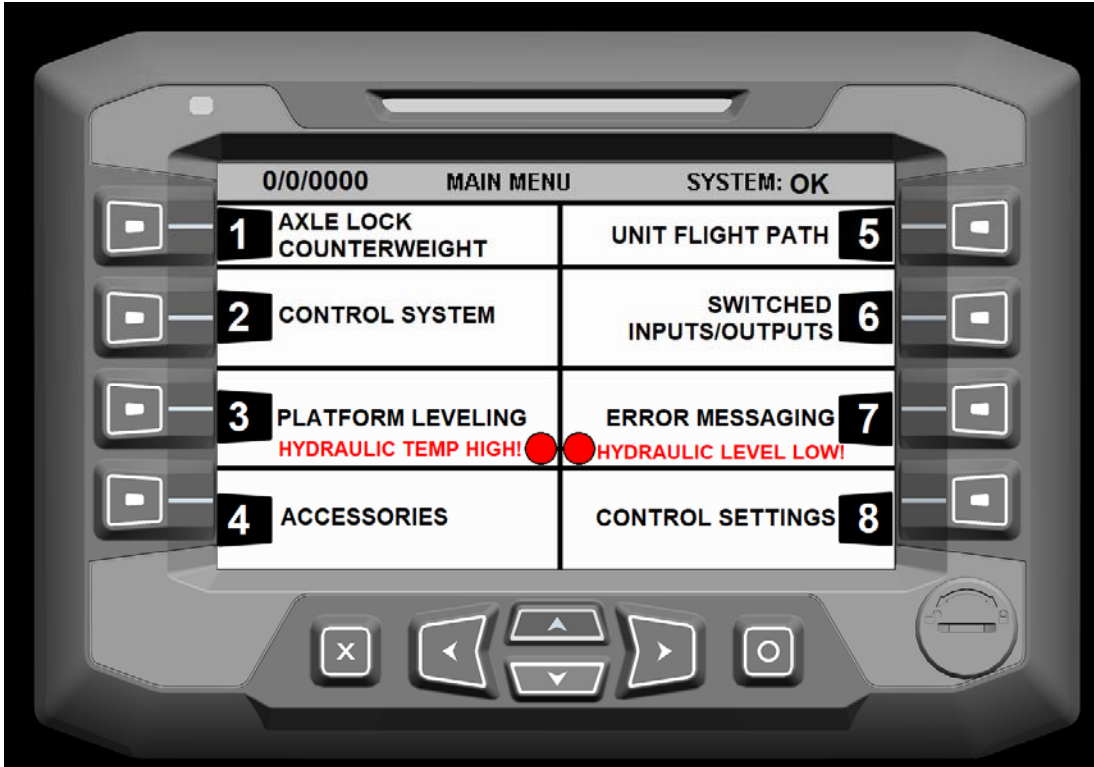 0/0/0000 MAIN MENU SYSTEM: OK
1 AXLE LOCK
COUNTERWEIGHT
UNIT FLIGHT PATH 5
2 CONTROL SYSTEM
SWITCHED
INPUTS/OUTPUTS 6
3 PLATFORM LEVELING
HYDRAULIC TEMP HIGH!
ERROR MESSAGING 7
HYDRAULIC LEVEL LOW!
4 ACCESSORIES
CONTROL SETTINGS 8
X